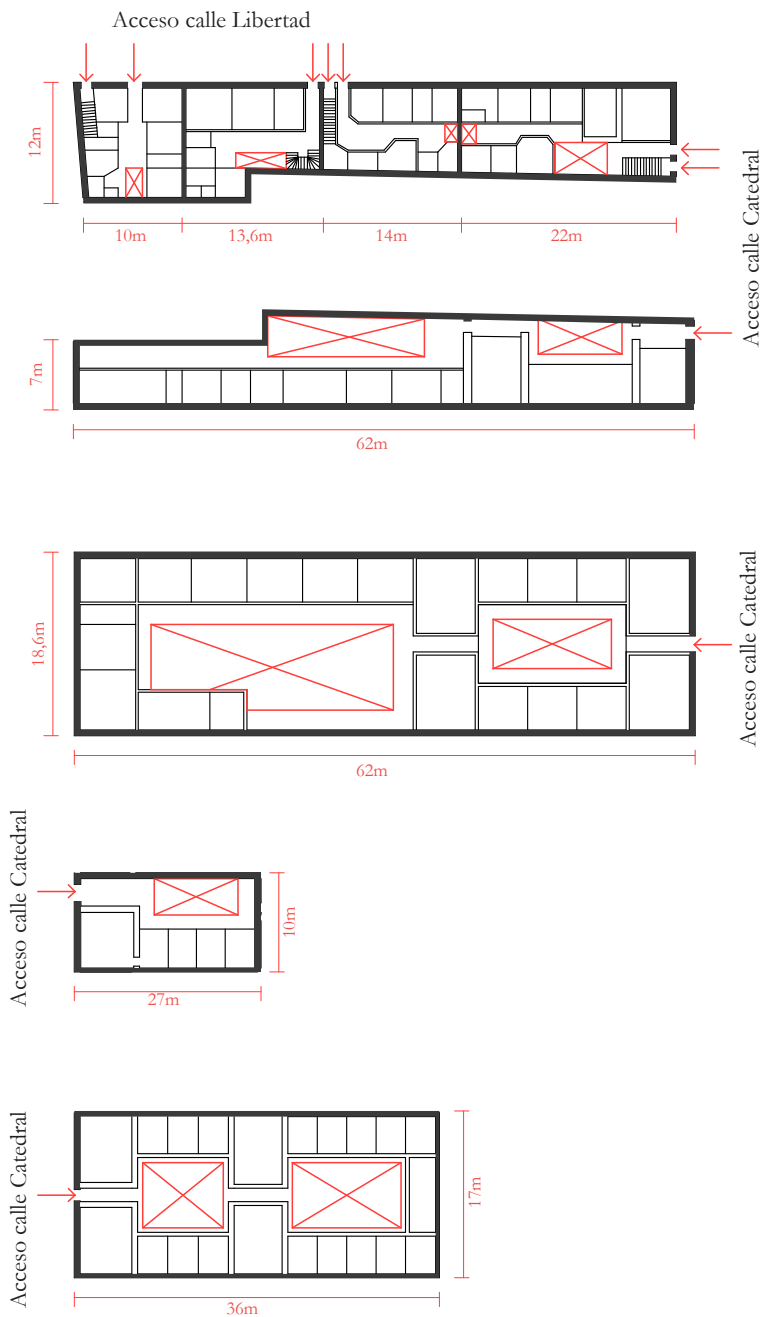 Acceso calle Libertad
12m
10m
13,6m
14m
22m
Acceso calle Catedral
7m
62m
18,6m
Acceso calle Catedral
62m
Acceso calle Catedral
10m
27m
Acceso calle Catedral
17m
36m